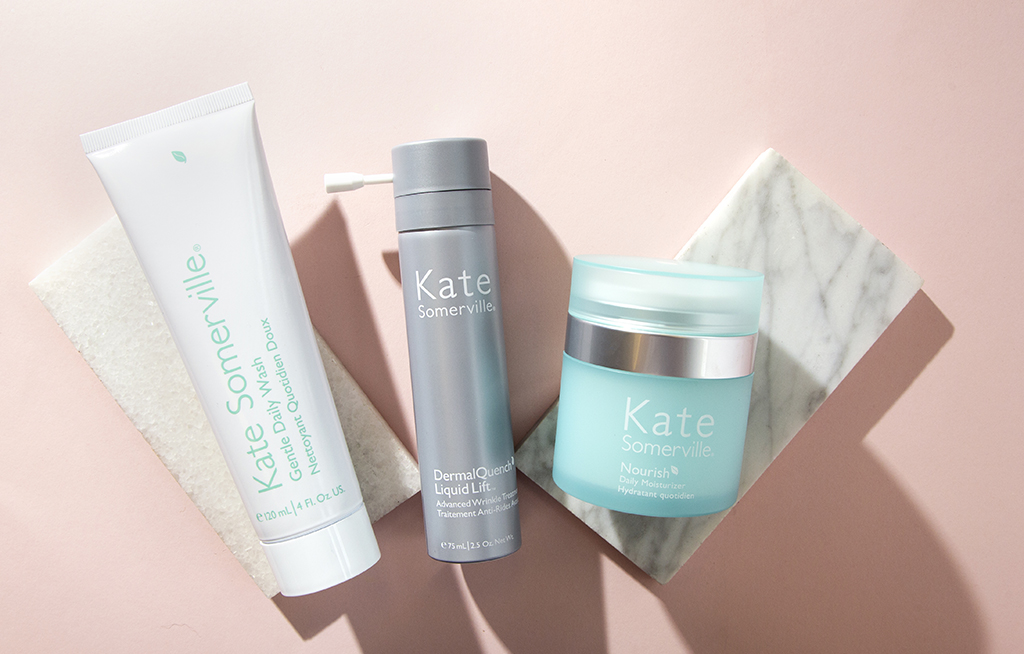 Kate Somerville®
Gentle Daily Wash
Nettoyant Quotidien Doux
℮120 mL | 4 Fl. Oz. US.
Kate
Somerville®
DermalQuench
Liquid Lift™
Advanced Wrinkle
Traitement Anti-Rides
℮75 mL | 2.5 Oz. Net Wt.
Kate
Somerville®
Nourish
Daily Moisturizer
Hydratant quotidien